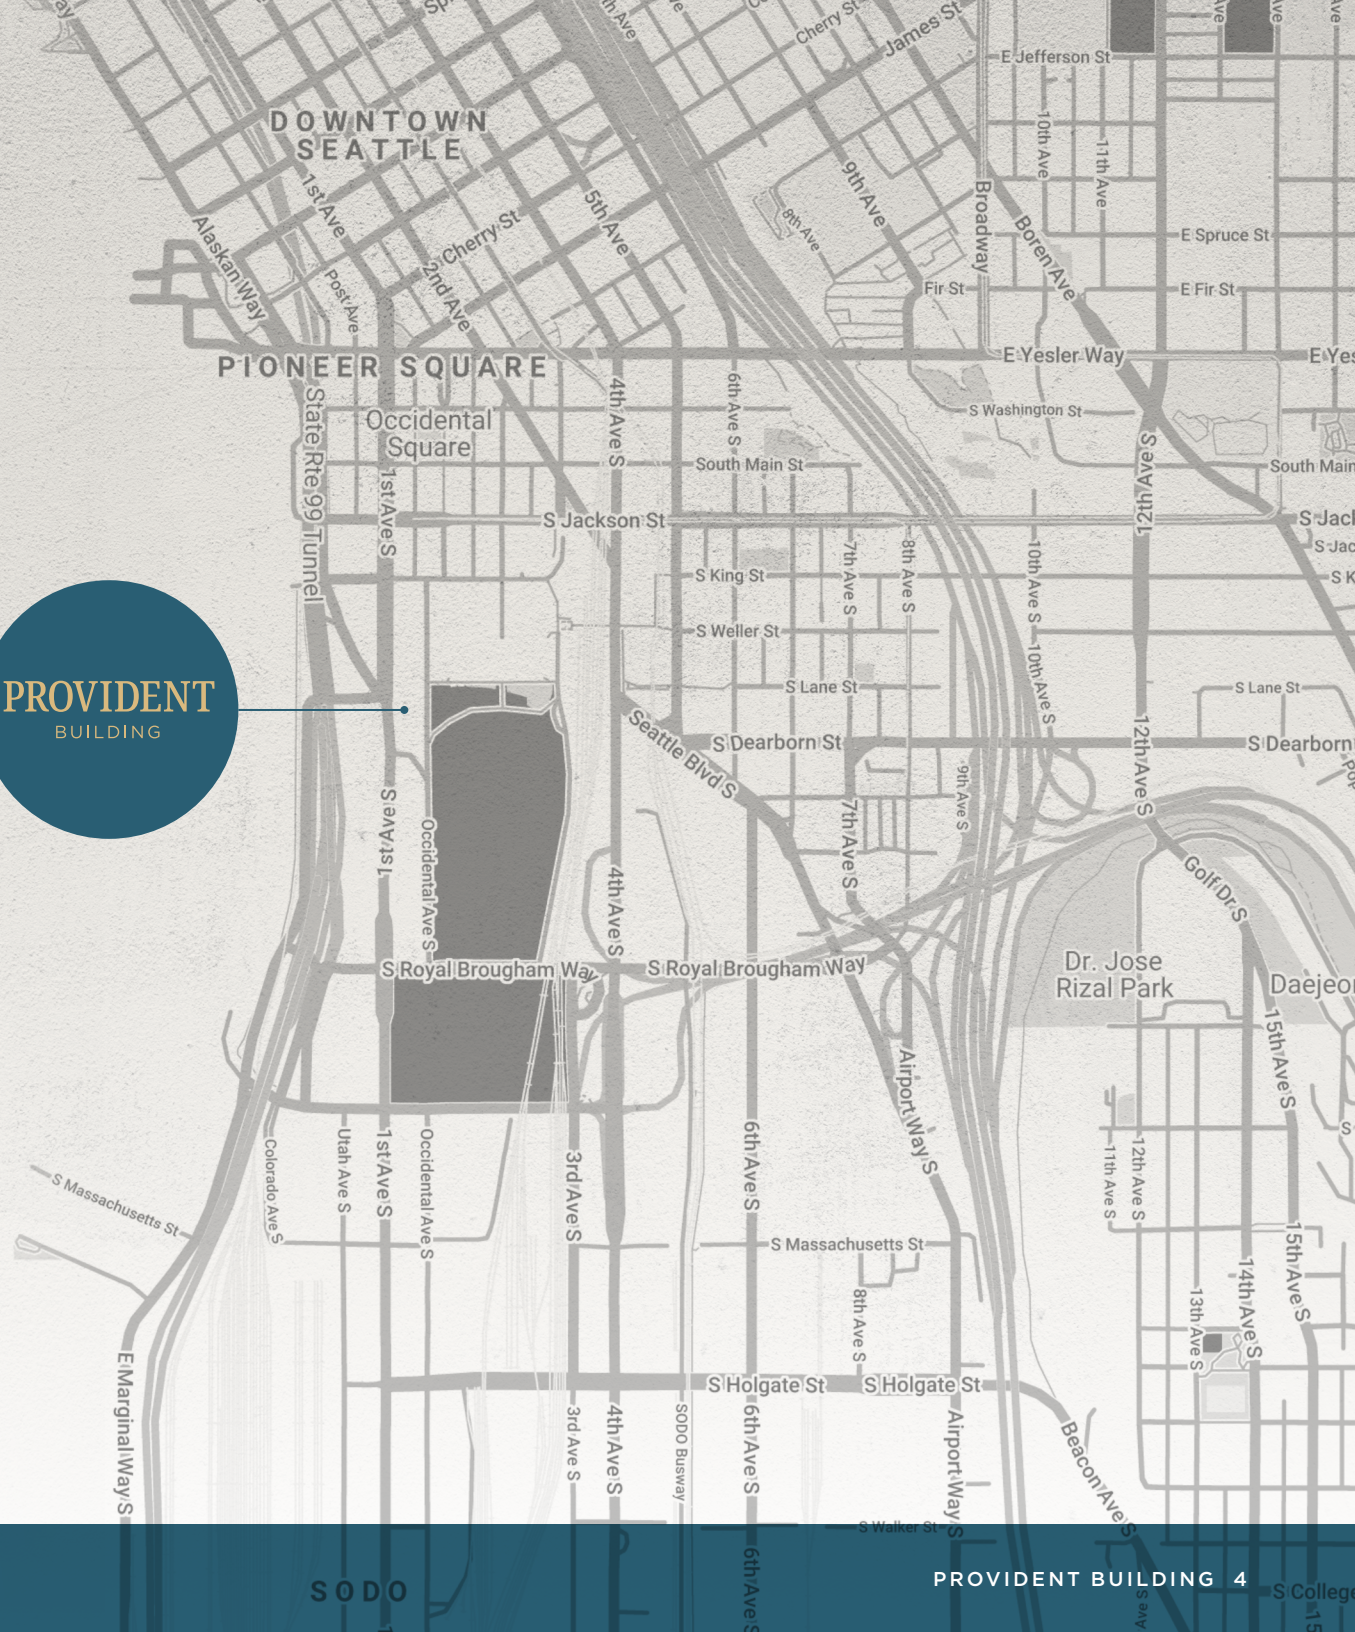 Cherry St
James St
E Jefferson St
DOWNTOWN
SEATTLE
10th Ave
11th Ave
1st Ave
9th Ave
5th Ave
8th Ave
Broadway
Boren Ave
Alaskan Way
Cherry St
2nd Ave
Post Ave
E Spruce St
Fir St
E Fir St
E Yesler Way
E Yes
PIONEER SQUARE
State Rte 99 Tunnel
Occidental
Square
4th Ave S
6th Ave S
S Washington St
South Main St
South Main
1st Ave S
12th Ave S
S Jackson St
S Jac
S King St
7th Ave S
8th Ave S
10th Ave S
S K
S Weller St
10th Ave S
S Lane St
S Lane St
PROVIDENT
BUILDING
Seattle Blvd S
S Dearborn St
12th Ave S
S Dearborn
1st Ave S
Occidental Ave S
7th Ave S
9th Ave S
4th Ave S
Golf Dr S
S Royal Brougham Way
S Royal Brougham Way
Dr. Jose
Rizal Park
Daejeo
15th Ave S
Airport Way S
6th Ave S
Colorado Ave S
Utah Ave S
1st Ave S
Occidental Ave S
3rd Ave S
11th Ave S
12th Ave S
S Massachusetts St
S Massachusetts St
8th Ave S
13th Ave S
14th Ave S
15th Ave S
E Marginal Way S
S Holgate St
S Holgate St
3rd Ave S
4th Ave S
SODO Busway
6th Ave S
Airport Way S
Beacon Ave S
S Walker St
SODO
6th Ave S
PROVIDENT BUILDING 4
S College